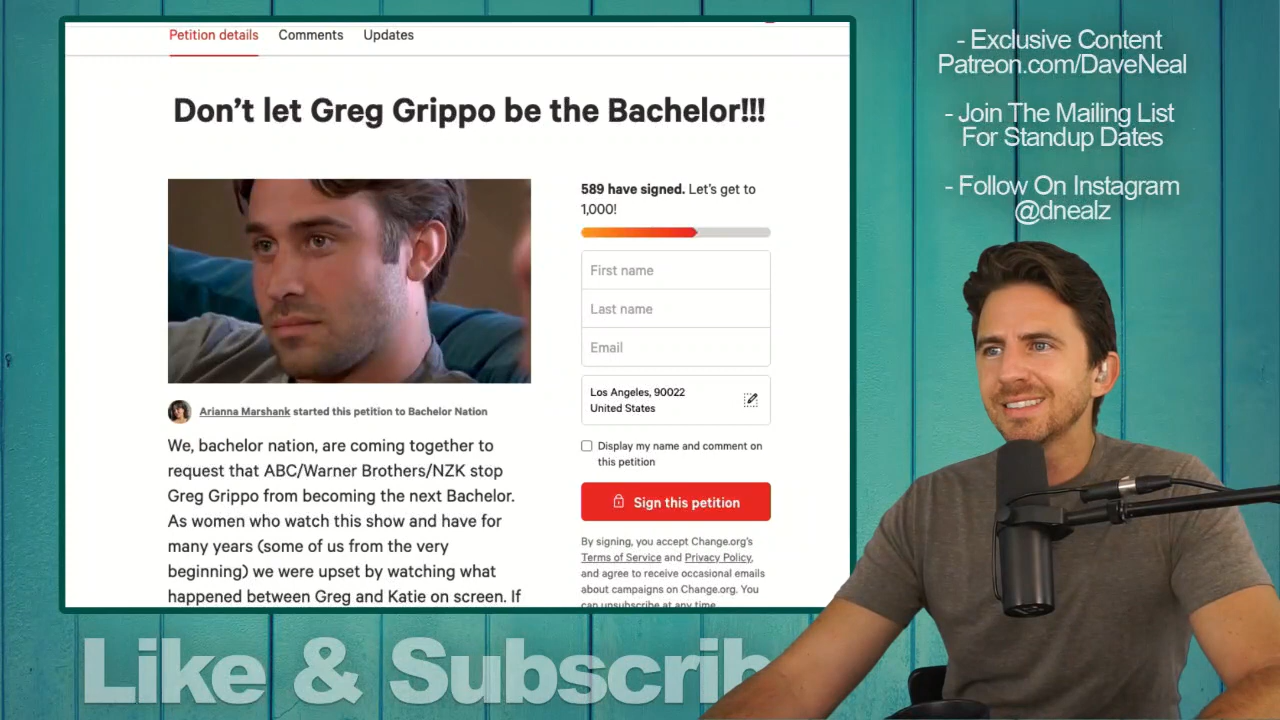 Petition details Comments Updates
Don't let Greg Grippo be the Bachelor!!!
589 have signed. Let's get to
1,000!
First name
Last name
Email
Los Angeles, 90022
United States
Display my name and comment on
this petition
Sign this petition
By signing, you accept Change.org's
Terms of Service and Privacy Policy,
and agree to receive occasional emails
about campaigns on Change.org. You
can unsubscribe at any time.
Arianna Marshank started this petition to Bachelor Nation
We, bachelor nation, are coming together to
request that ABC/Warner Brothers/NZK stop
Greg Grippo from becoming the next Bachelor.
As women who watch this show and have for
many years (some of us from the very
beginning) we were upset by watching what
happened between Greg and Katie on screen. If
- Exclusive Content
Patreon.com/DaveNeal
- Join The Mailing List
For Standup Dates
- Follow On Instagram
@dnealz
Like & Subscrib